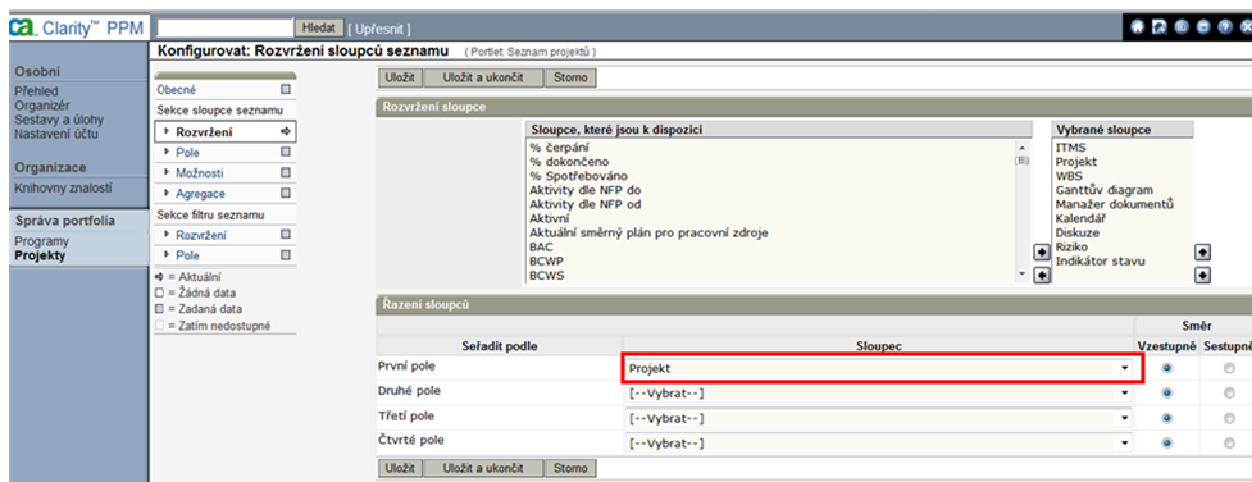 ca Clarity™ PPM
Hledat [ Upřesnit ]
Konfigurovat: Rozvržení sloupců seznamu (Portlet: Seznam projektů)
Osobní
Přehled
Organizér
Sestavy a úlohy
Nastavení účtu
Organizace
Knihovny znalostí
Správa portfolia
Programy
Projekty
Obecné
Sekce sloupce seznamu
Rozvržení
Pole
Možnosti
Agregace
Sekce filtru seznamu
Rozvržení
Pole
= Aktuální
= Žádná data
= Zadaná data
= Zatím nedostupné
Uložit Uložit a ukončit Storno
Rozvržení sloupce
Sloupce, které jsou k dispozici
% čerpání
% dokončeno
% Spotřebováno
Aktivity dle NFP do
Aktivity dle NFP od
Aktivní
Aktuální směrný plán pro pracovní zdroje
BAC
BCWP
BCWS
Vybrané sloupce
ITMS
Projekt
WBS
Ganttův diagram
Manažer dokumentů
Kalendář
Diskuze
Riziko
Indikátor stavu
Řazení sloupců
Směr
Seřadit podle Sloupec Vzestupně Sestupně
První pole Projekt
Druhé pole [--Vybrat--]
Třetí pole [--Vybrat--]
Čtvrté pole [--Vybrat--]
Uložit Uložit a ukončit Storno